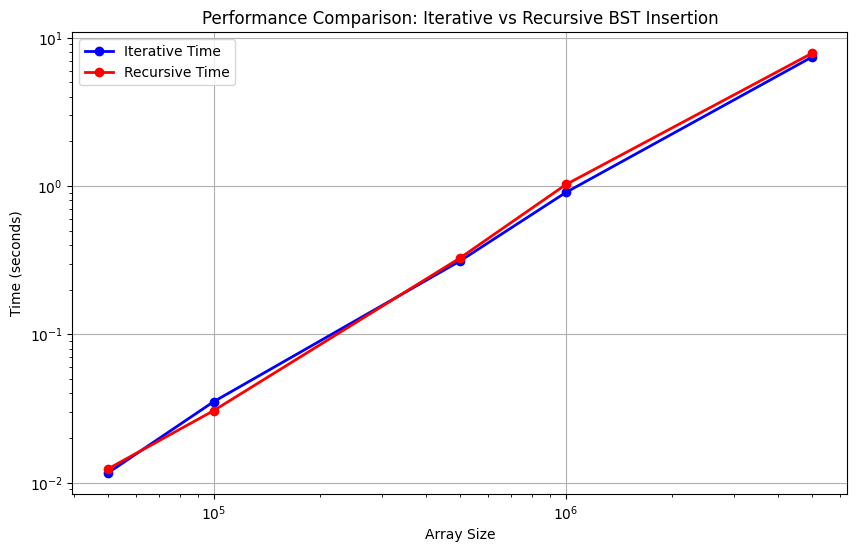 Performance Comparison: Iterative vs Recursive BST Insertion
Iterative Time
Recursive Time
Time (seconds)
10¹
10⁰
10⁻¹
10⁻²
10⁵
10⁶
Array Size